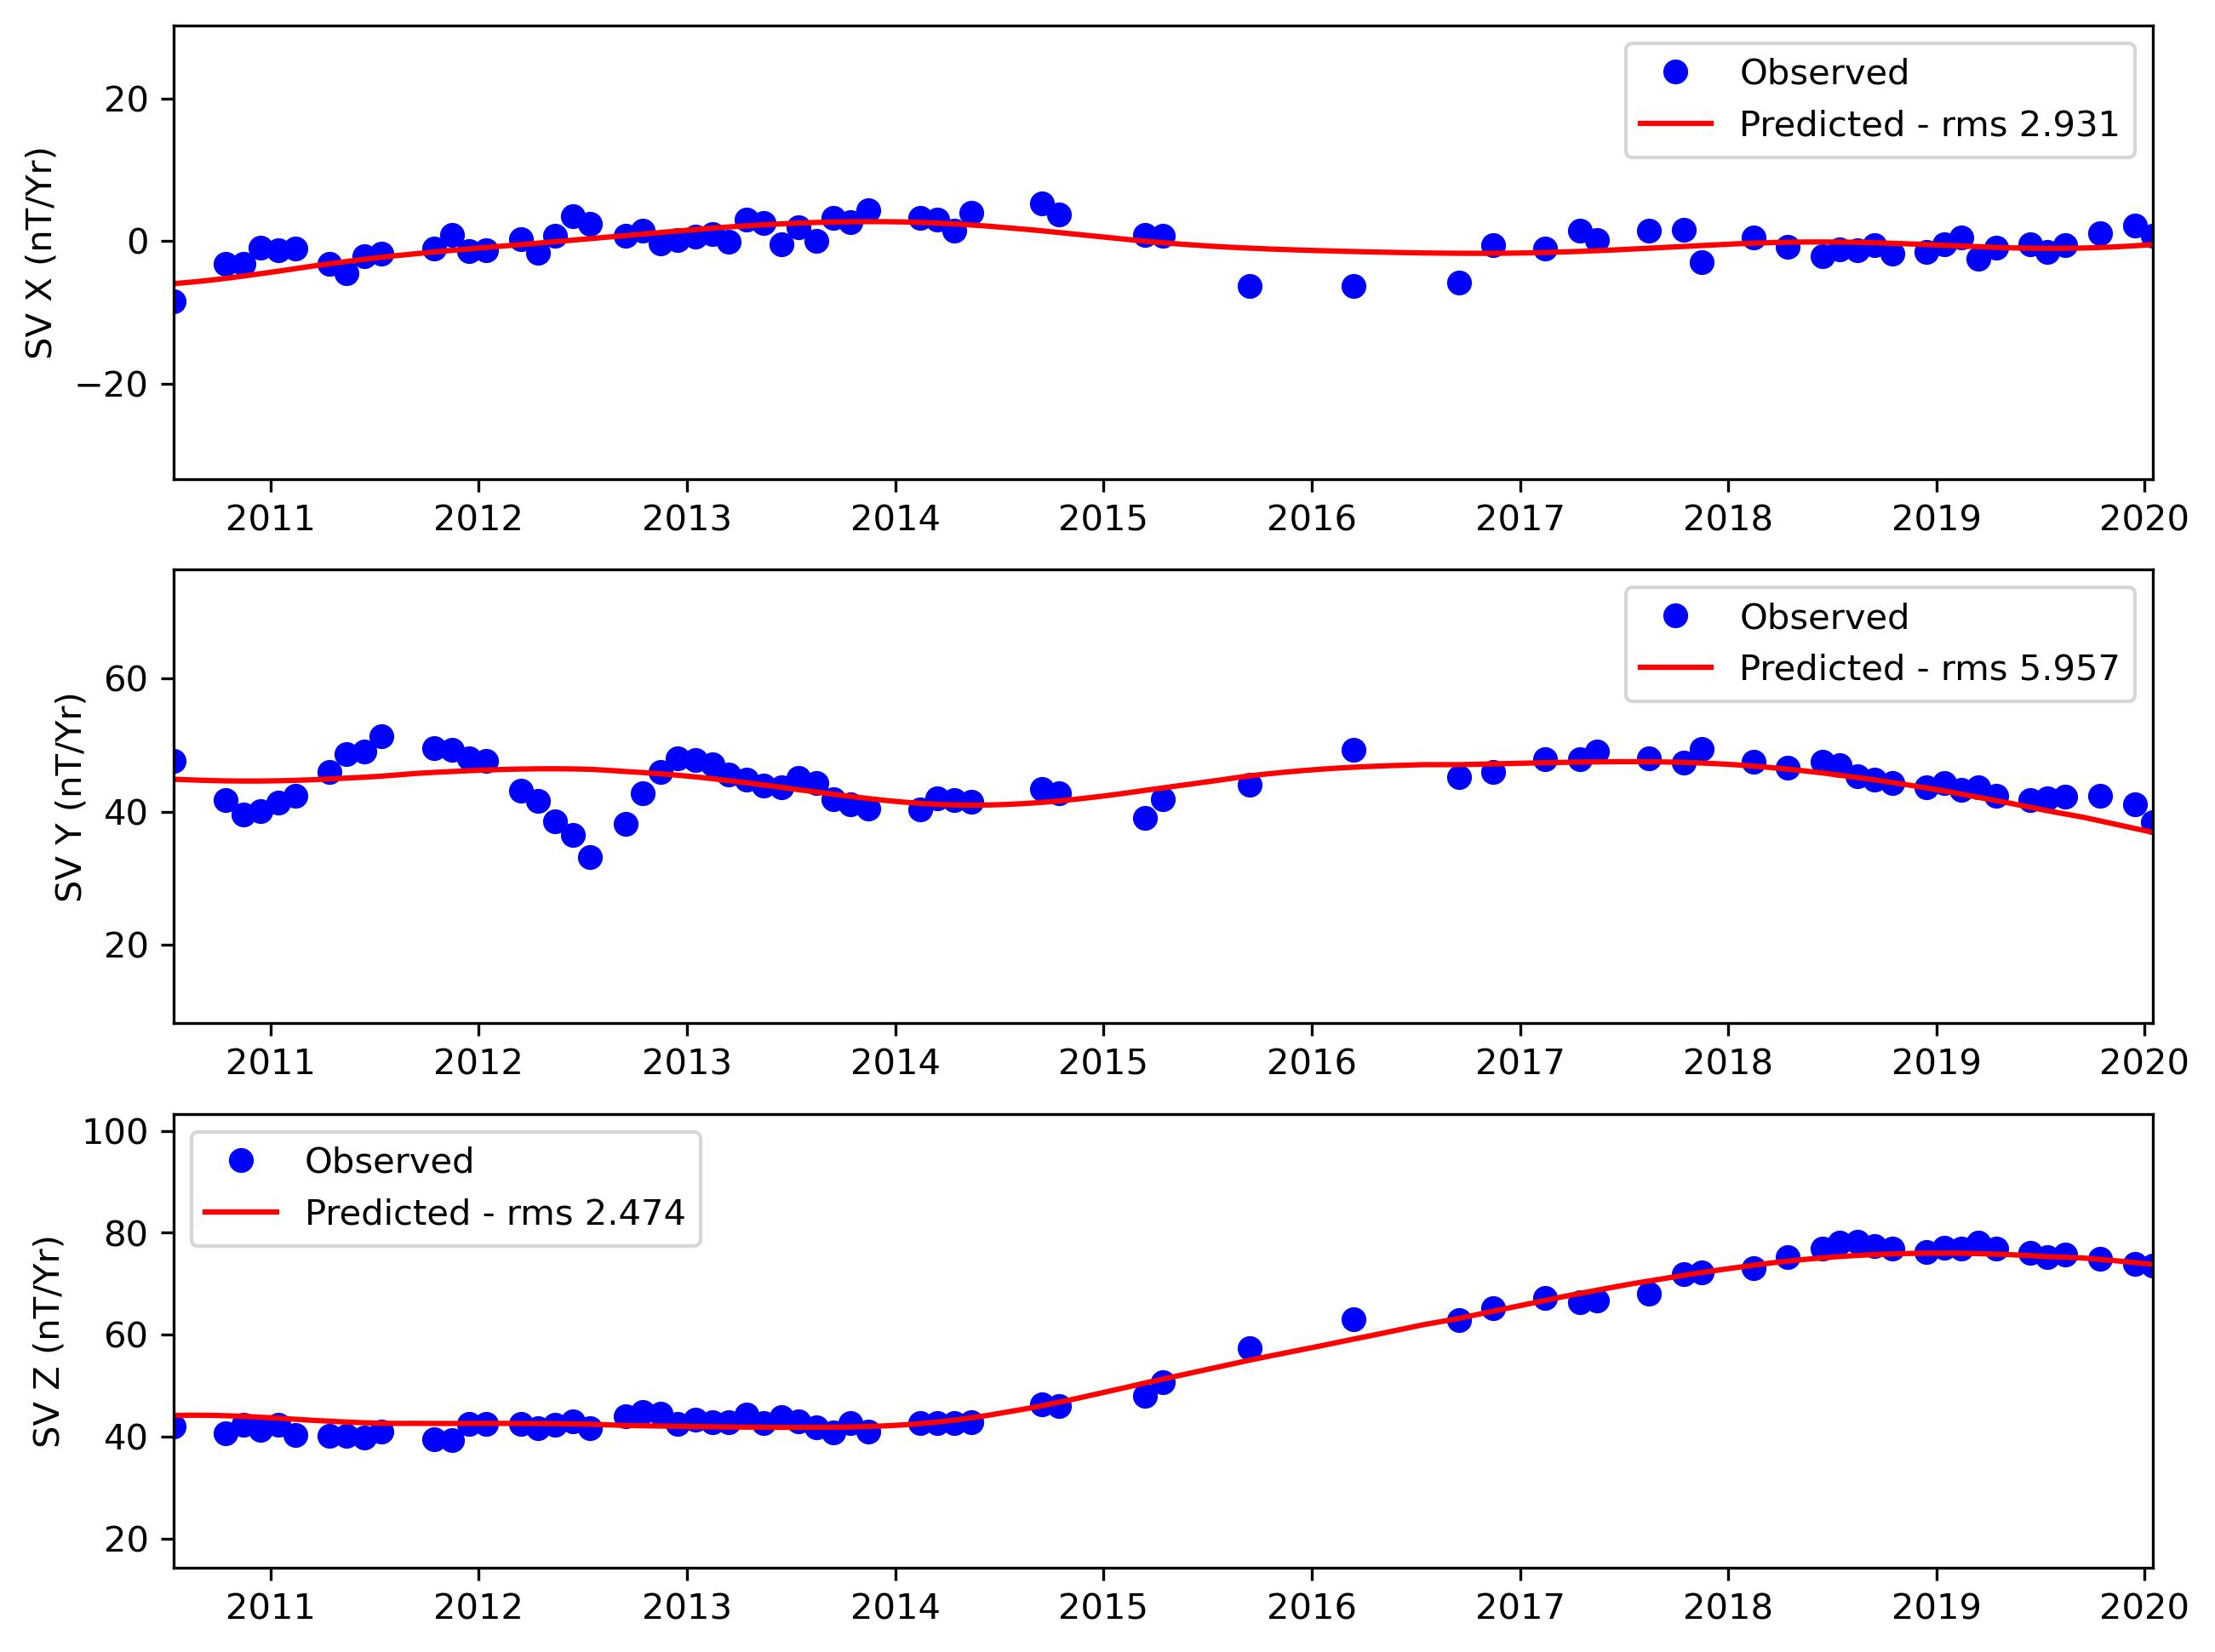 SV X (nT/Yr)
20
0
−20
Observed
Predicted - rms 2.931
2011 2012 2013 2014 2015 2016 2017 2018 2019 2020
SV Y (nT/Yr)
60
40
20
Observed
Predicted - rms 5.957
2011 2012 2013 2014 2015 2016 2017 2018 2019 2020
SV Z (nT/Yr)
100
80
60
40
20
Observed
Predicted - rms 2.474
2011 2012 2013 2014 2015 2016 2017 2018 2019 2020